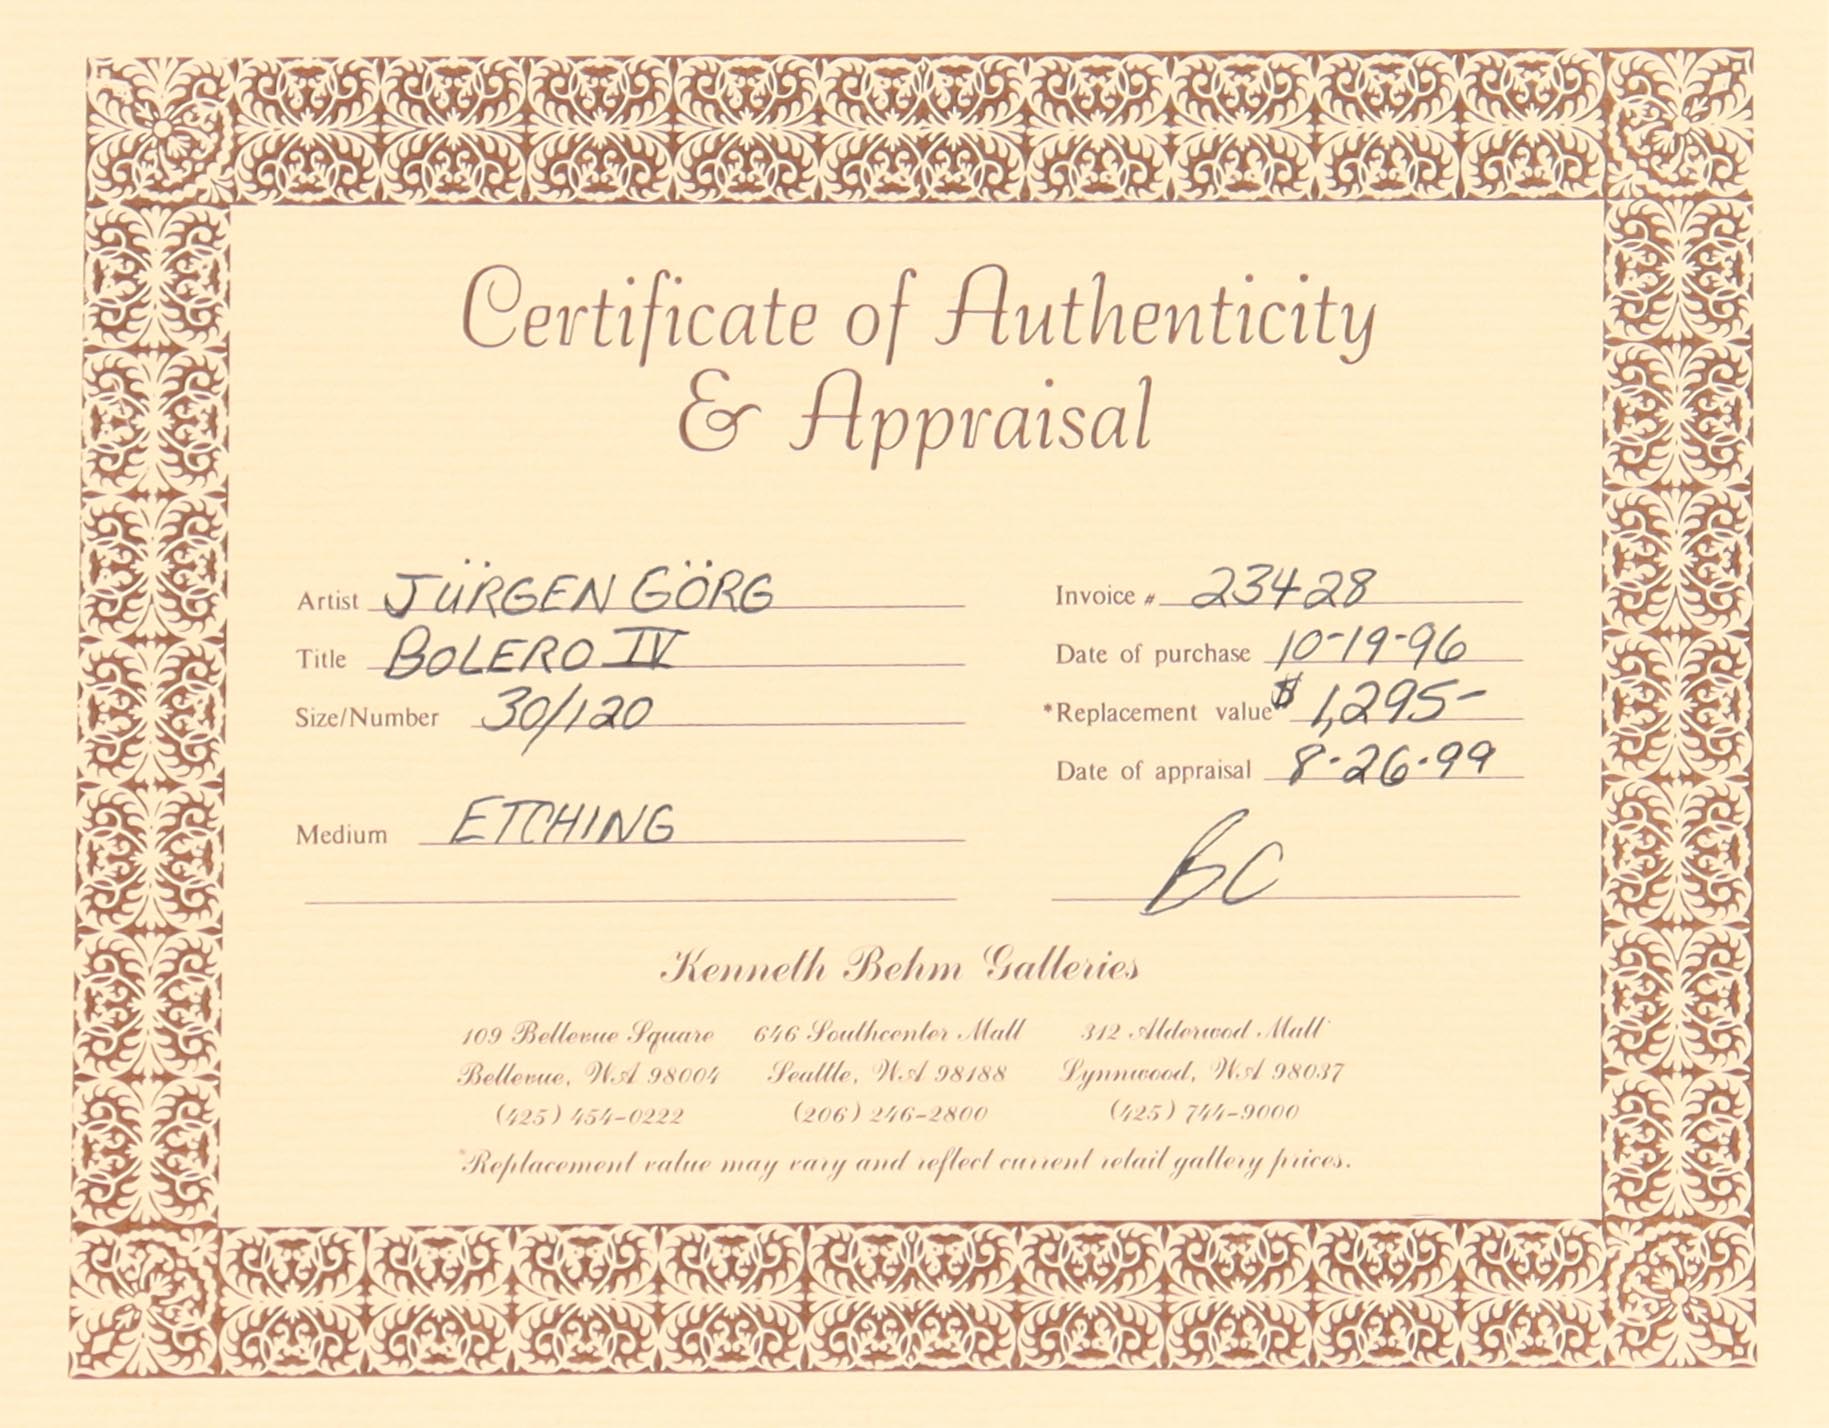 Certificate of Authenticity
& Appraisal
Artist JÜRGEN GÖRG
Title BOLERO IV
Size/Number 30/120
Medium ETCHING
Invoice # 23428
Date of purchase 10-19-96
*Replacement value $ 1,295-
Date of appraisal 8-26-99
BC
Kenneth Behm Galleries
109 Bellevue Square
Bellevue, WA 98004
(425) 454-0222
646 Southcenter Mall
Seattle, WA 98188
(206) 246-2800
312 Alderwood Mall
Lynnwood, WA 98037
(425) 744-9000
*Replacement value may vary and reflect current retail gallery prices.